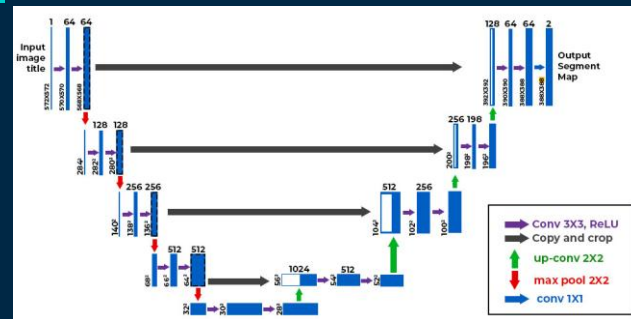 1 64 64
Input
image
title
572X572
570X570
568X568
128 64 64 2
392X392
390X390
388X388
388X388
Output
Segment
Map
128 128
284²
282²
280²
256 198
200²
198²
196²
256 256
140²
138²
136²
512 256
104²
102²
100²
512 512
68²
66²
64²
1024 512
56²
54²
52²
32²
30²
28²
Conv 3X3, ReLU
Copy and crop
up-conv 2X2
max pool 2X2
conv 1X1